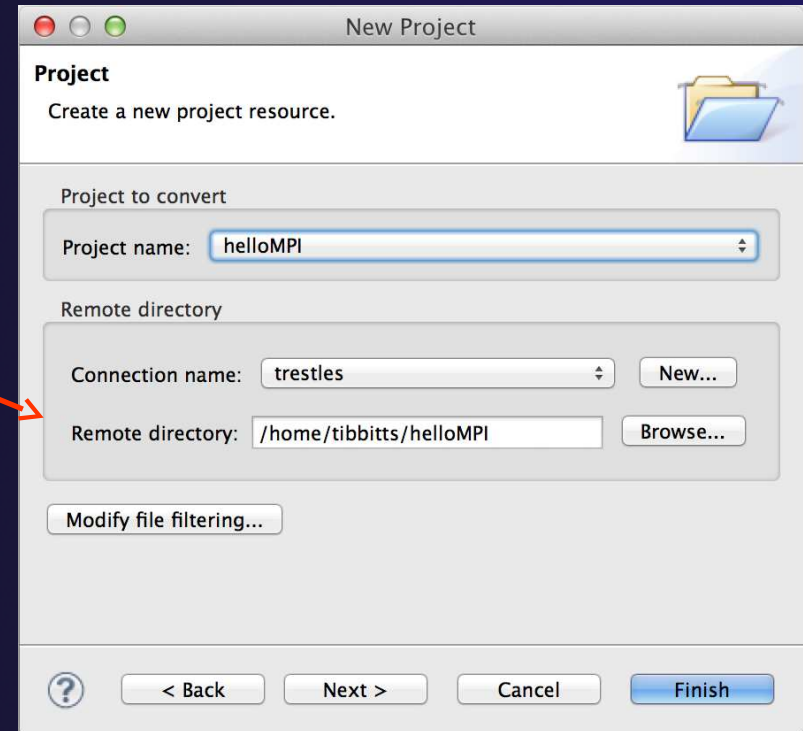 New Project
Project
Create a new project resource.
Project to convert
Project name: helloMPI
Remote directory
Connection name: trestles New...
Remote directory: /home/tibbitts/helloMPI Browse...
Modify file filtering...
? < Back Next > Cancel Finish